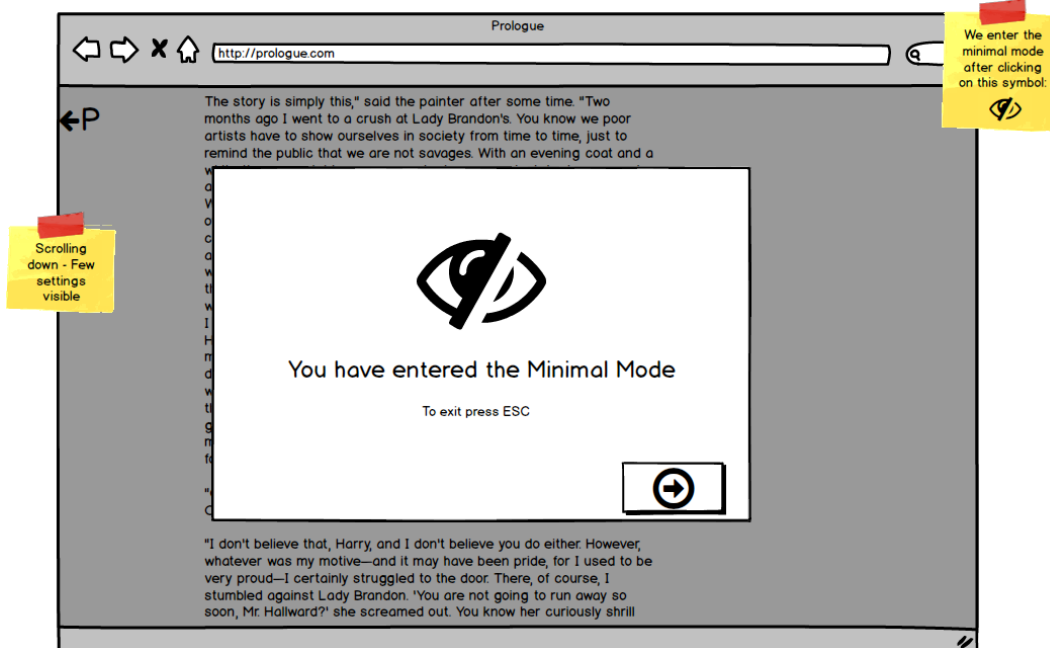 Prologue
http://prologue.com
We enter the
minimal mode
after clicking
on this symbol:
P
The story is simply this," said the painter after some time. "Two
months ago I went to a crush at Lady Brandon's. You know we poor
artists have to show ourselves in society from time to time, just to
remind the public that we are not savages. With an evening coat and a
Scrolling
down - Few
settings
visible
You have entered the Minimal Mode
To exit press ESC
"I don't believe that, Harry, and I don't believe you do either. However,
whatever was my motive—and it may have been pride, for I used to be
very proud—I certainly struggled to the door. There, of course, I
stumbled against Lady Brandon. 'You are not going to run away so
soon, Mr. Hallward?' she screamed out. You know her curiously shrill